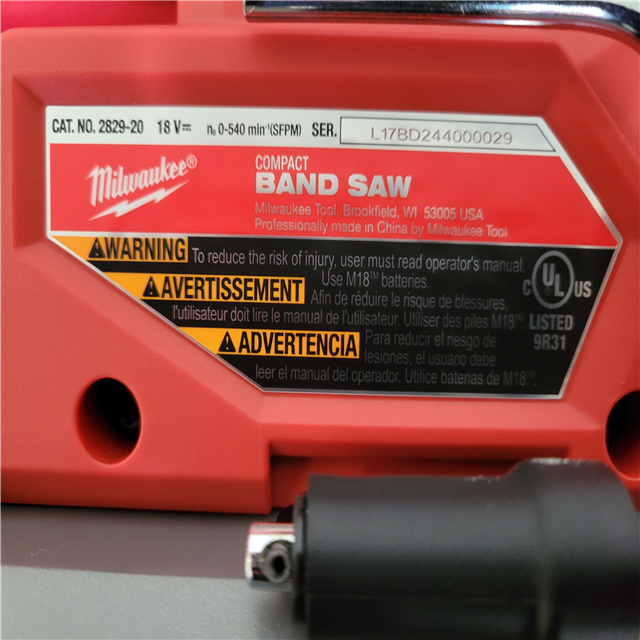 CAT. NO. 2829-20 18 V⎓ n₀ 0-540 min⁻¹(SFPM) SER. L17BD244000029
Milwaukee®
COMPACT
BAND SAW
Milwaukee Tool, Brookfield, WI 53005 USA
Professionally made in China by Milwaukee Tool
WARNING To reduce the risk of injury, user must read operator's manual.
Use M18™ batteries.
AVERTISSEMENT Afin de réduire le risque de blessures,
l'utilisateur doit lire le manuel de l'utilisateur. Utiliser des piles M18™.
ADVERTENCIA Para reducir el riesgo de
lesiones, el usuario debe
leer el manual del operador. Utilice baterias de M18™.
C UL US
LISTED
9R31